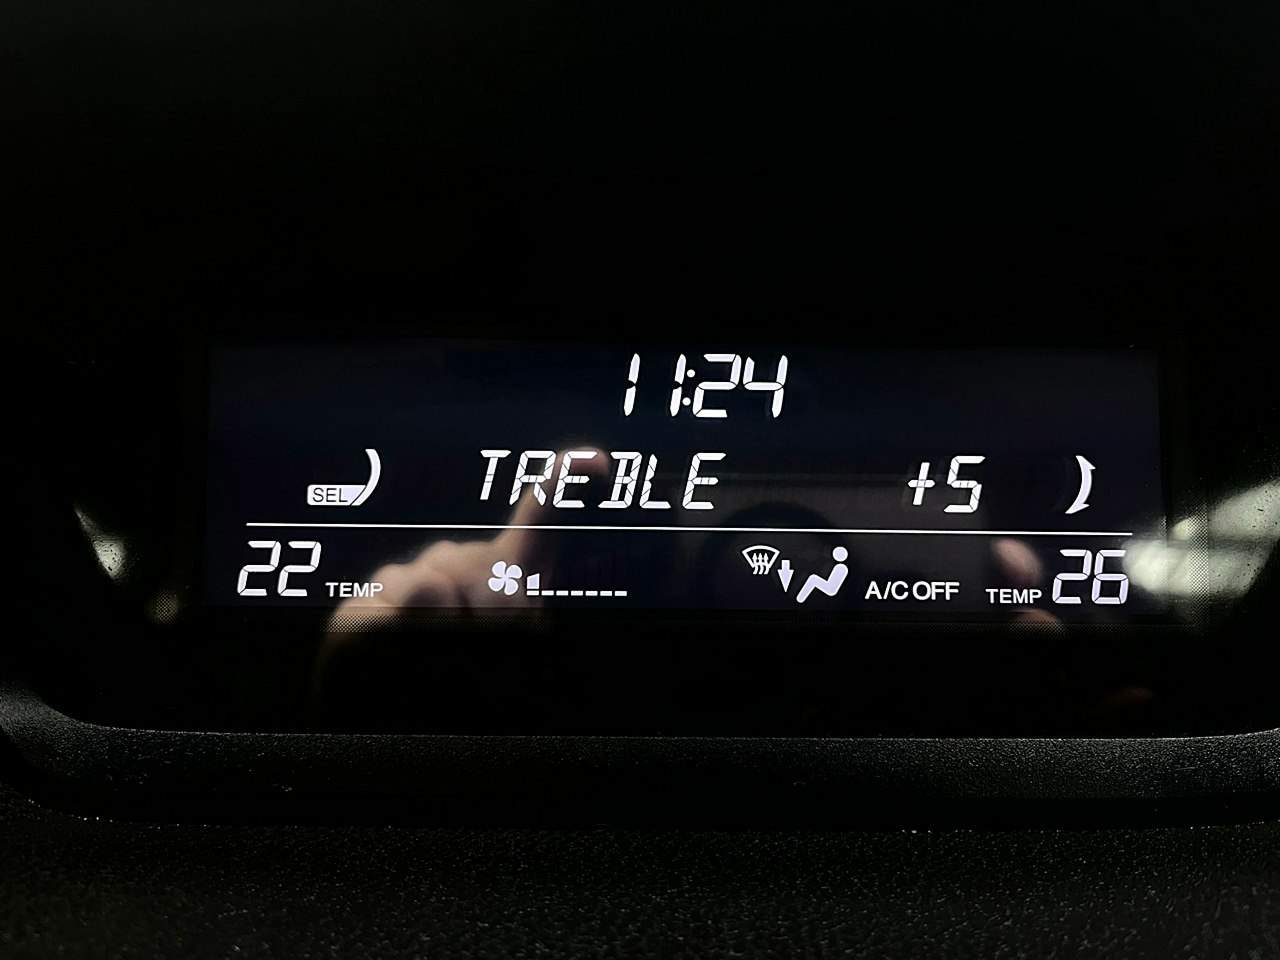 11:24
SEL TREBLE +5
22 TEMP A/C OFF TEMP 26